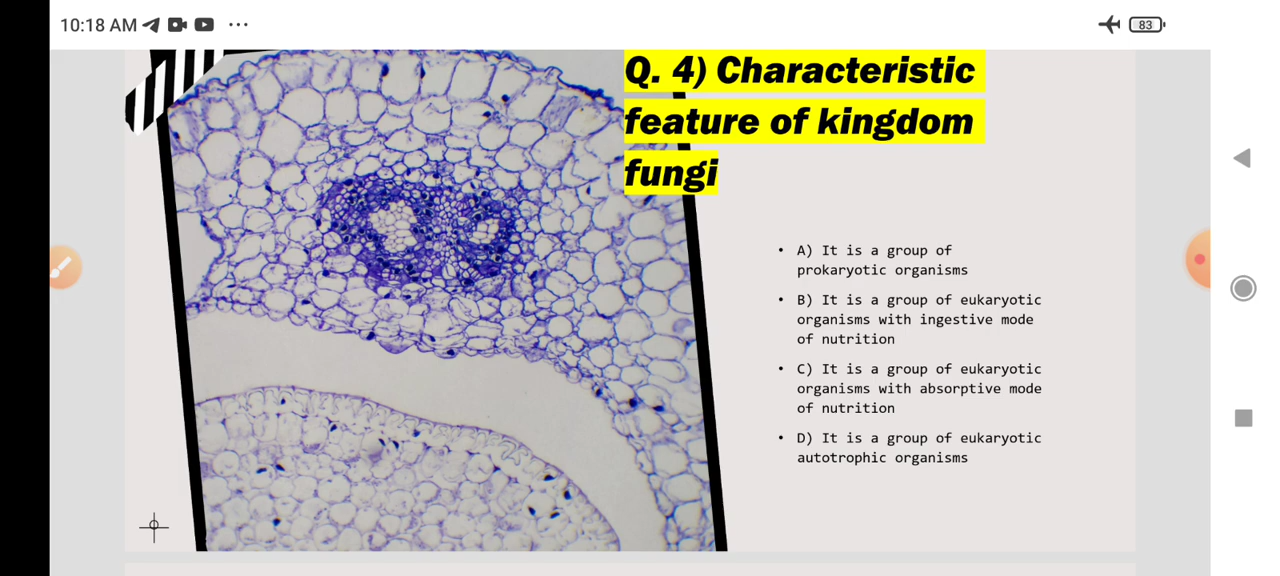 10:18 AM
83
Q. 4) Characteristic
feature of kingdom
fungi
• A) It is a group of
prokaryotic organisms
• B) It is a group of eukaryotic
organisms with ingestive mode
of nutrition
• C) It is a group of eukaryotic
organisms with absorptive mode
of nutrition
• D) It is a group of eukaryotic
autotrophic organisms